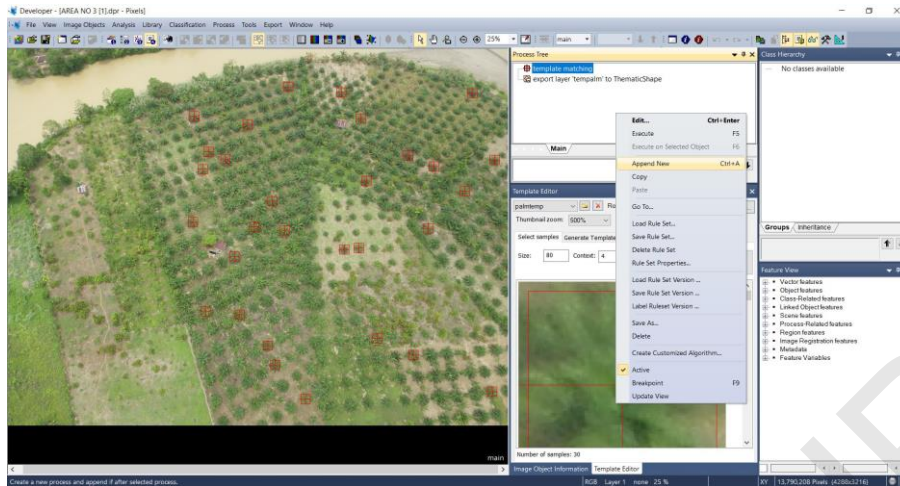 Developer - [AREA NO 3 [1].dpr - Pixels]
File View Image Objects Analysis Library Classification Process Tools Export Window Help
25% main
Process Tree
template matching
export layer 'tempalm' to ThematicShape
Main
Edit... Ctrl+Enter
Execute F5
Execute on Selected Object F6
Append New Ctrl+A
Copy
Paste
Go To...
Load Rule Set...
Save Rule Set...
Delete Rule Set
Rule Set Properties...
Load Rule Set Version ...
Save Rule Set Version ...
Label Ruleset Version ...
Save As...
Delete
Create Customized Algorithm...
Active
Breakpoint F9
Update View
Template Editor
palmtemp
Thumbnail zoom: 500%
Select samples Generate Template
Size: 80 Context: 4
Number of samples: 30
Image Object Information Template Editor
Class Hierarchy
No classes available
Groups Inheritance
Feature View
Vector features
Object features
Class-Related features
Linked Object features
Scene features
Process-Related features
Region features
Image Registration features
Metadata
Feature Variables
main
Create a new process and append it after selected process.
RGB Layer 1 none 25 % XY 13,790,208 Pixels (4288x3216)